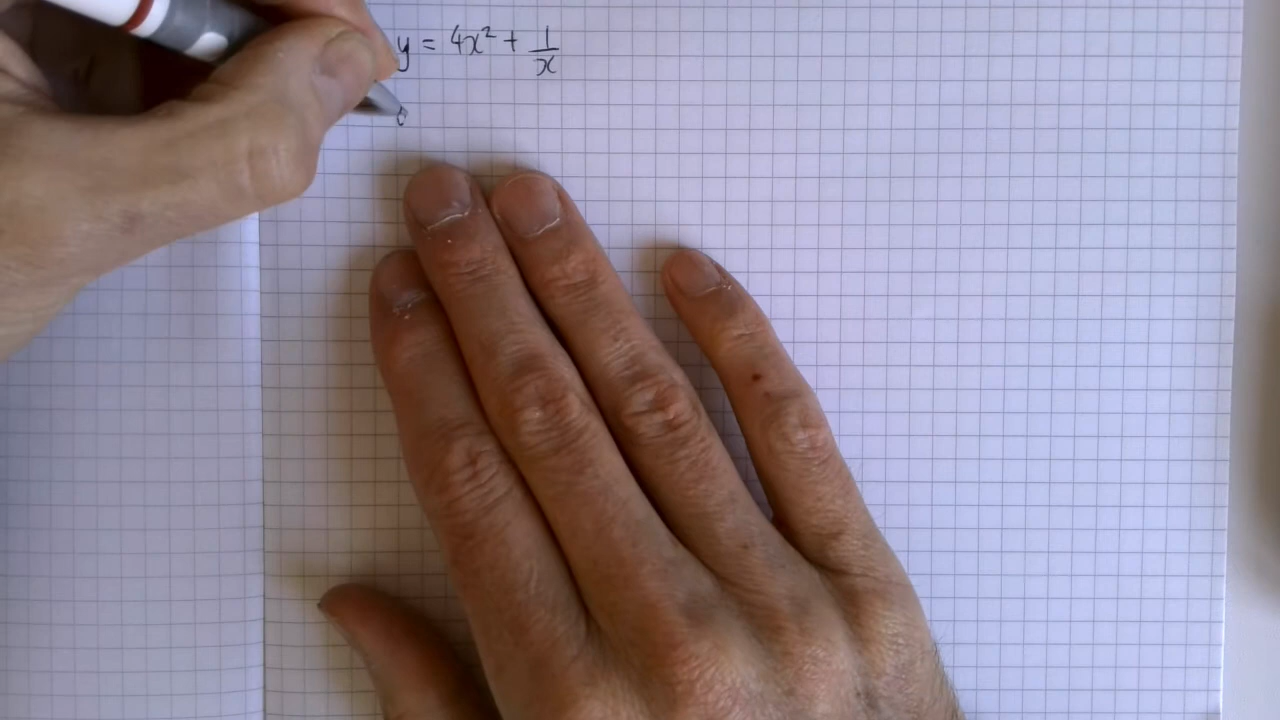 y = 4x² + 1/x